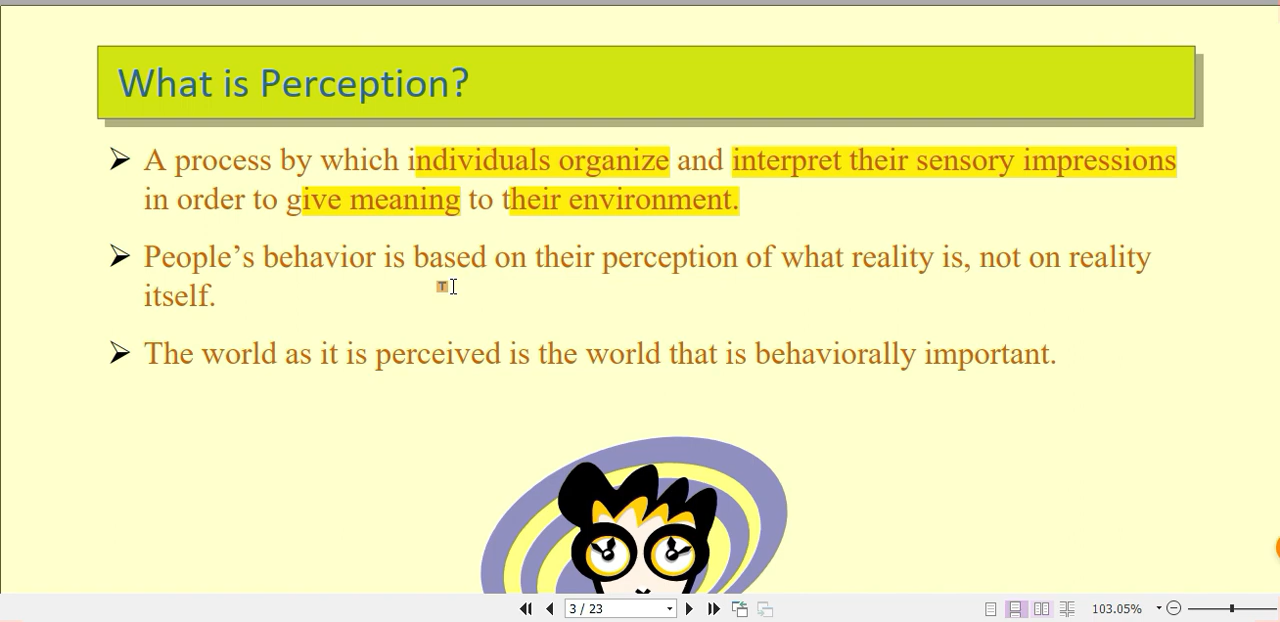 What is Perception?
A process by which individuals organize and interpret their sensory impressions
in order to give meaning to their environment.
People’s behavior is based on their perception of what reality is, not on reality
itself.
T
The world as it is perceived is the world that is behaviorally important.
3 / 23
103.05%